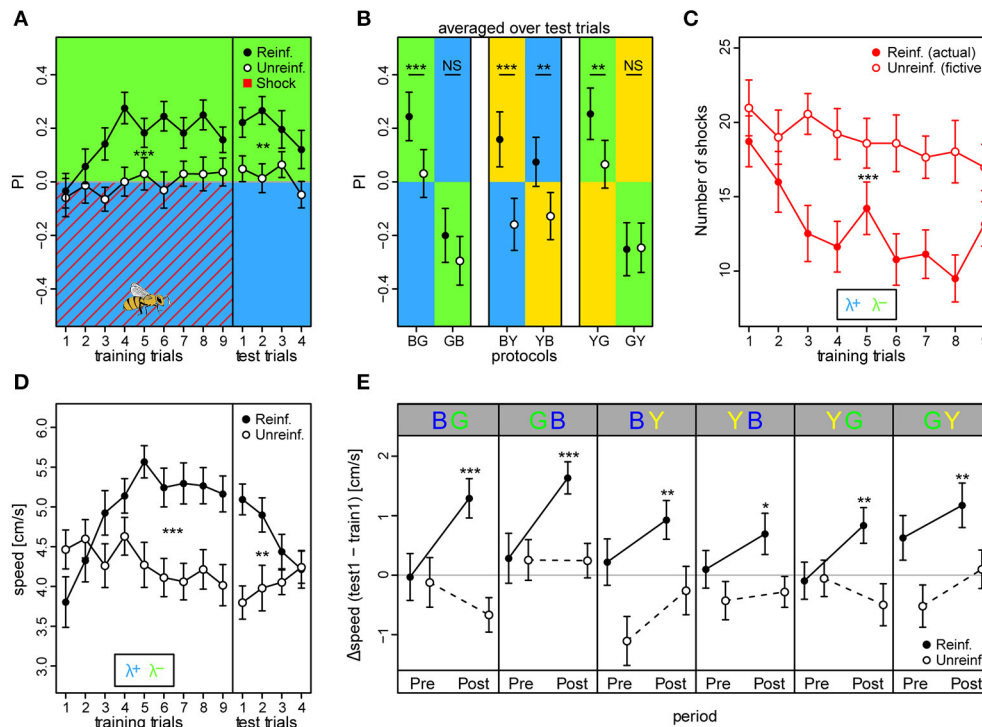 A
Reinf.
Unreinf.
Shock
PI
0.4
0.2
0.0
−0.2
−0.4
***
**
1 2 3 4 5 6 7 8 9 1 2 3 4
training trials test trials
B
averaged over test trials
PI
0.4
0.2
0.0
−0.2
−0.4
*** NS *** ** ** NS
BG GB BY YB YG GY
protocols
C
Reinf. (actual)
Unreinf. (fictive)
Number of shocks
25
20
15
10
***
λ+ λ−
1 2 3 4 5 6 7 8
training trials
D
Reinf.
Unreinf.
speed [cm/s]
6.0
5.5
5.0
4.5
4.0
3.5
3.0
***
**
λ+ λ−
1 2 3 4 5 6 7 8 9 1 2 3 4
training trials test trials
E
BG GB BY YB YG GY
Δspeed (test1 − train1) [cm/s]
2
1
0
−1
*** *** ** * ** **
Reinf.
Unreinf.
Pre Post Pre Post Pre Post Pre Post Pre Post Pre Post
period